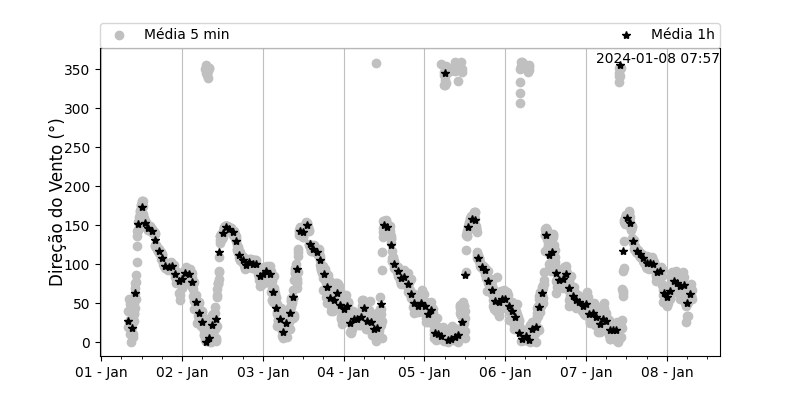 Média 5 min
Média 1h
2024-01-08 07:57
Direção do Vento (°)
350
300
250
200
150
100
50
0
01 - Jan
02 - Jan
03 - Jan
04 - Jan
05 - Jan
06 - Jan
07 - Jan
08 - Jan